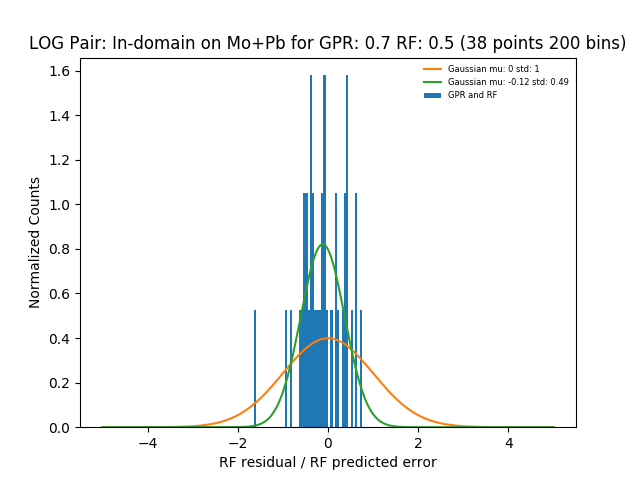 LOG Pair: In-domain on Mo+Pb for GPR: 0.7 RF: 0.5 (38 points 200 bins)
Gaussian mu: 0 std: 1
Gaussian mu: -0.12 std: 0.49
GPR and RF
Normalized Counts
1.6
1.4
1.2
1.0
0.8
0.6
0.4
0.2
0.0
−4 −2 0 2 4
RF residual / RF predicted error